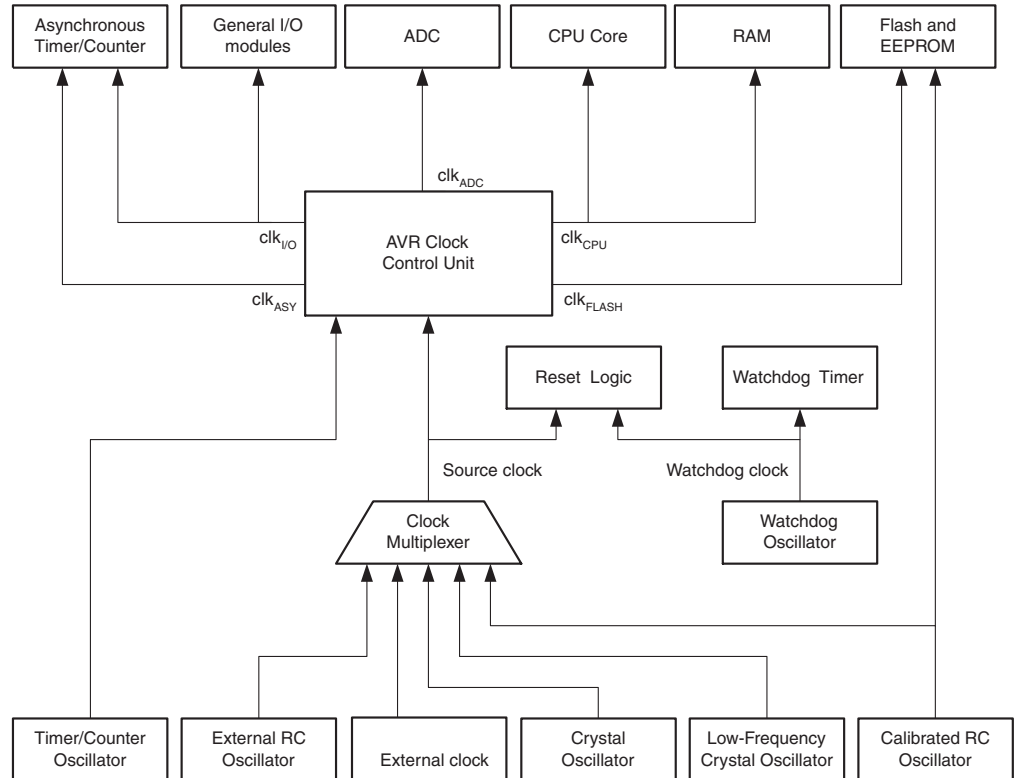 Asynchronous
Timer/Counter
General I/O
modules
ADC
CPU Core
RAM
Flash and
EEPROM
clkADC
clkI/O
AVR Clock
Control Unit
clkCPU
clkASY
clkFLASH
Reset Logic
Watchdog Timer
Source clock
Watchdog clock
Clock
Multiplexer
Watchdog
Oscillator
Timer/Counter
Oscillator
External RC
Oscillator
External clock
Crystal
Oscillator
Low-Frequency
Crystal Oscillator
Calibrated RC
Oscillator